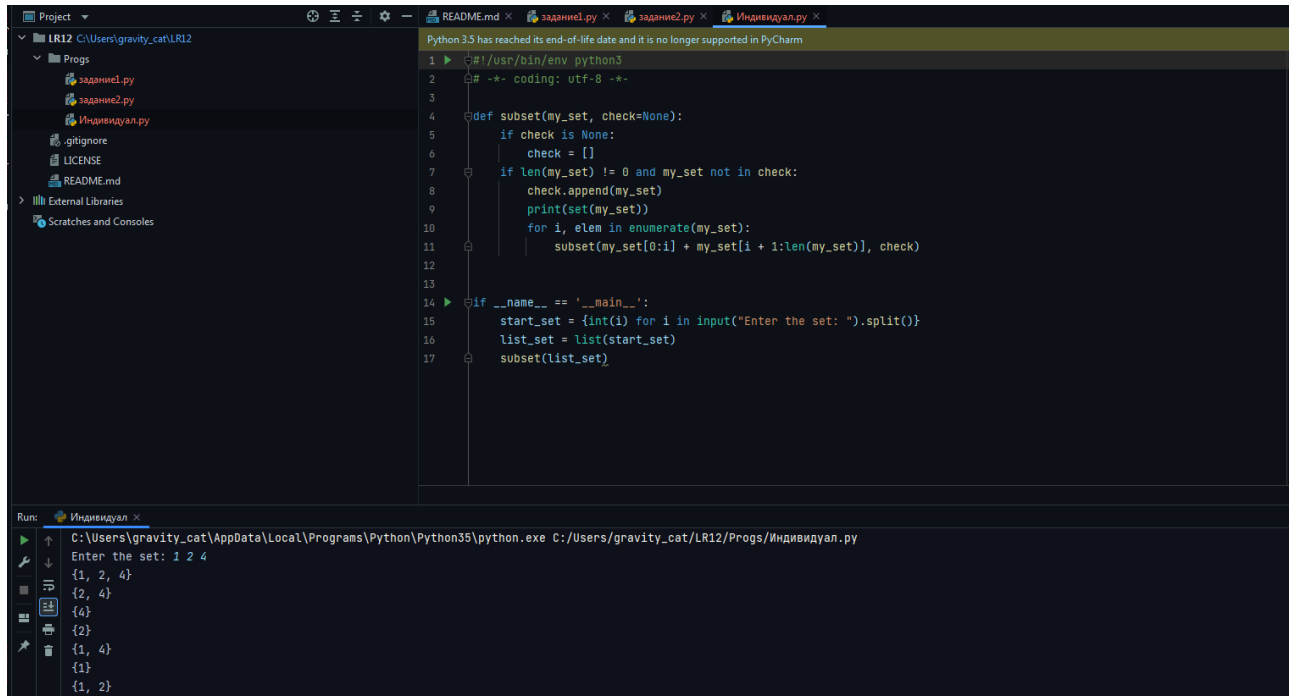 Project
LR12 C:\Users\gravity_cat\LR12
Progs
задание1.py
задание2.py
Индивидуал.py
.gitignore
LICENSE
README.md
External Libraries
Scratches and Consoles
README.md задание1.py задание2.py Индивидуал.py
Python 3.5 has reached its end-of-life date and it is no longer supported in PyCharm
1 #!/usr/bin/env python3
2 # -*- coding: utf-8 -*-
3
4 def subset(my_set, check=None):
5 if check is None:
6 check = []
7 if len(my_set) != 0 and my_set not in check:
8 check.append(my_set)
9 print(set(my_set))
10 for i, elem in enumerate(my_set):
11 subset(my_set[0:i] + my_set[i + 1:len(my_set)], check)
12
13
14 if __name__ == '__main__':
15 start_set = {int(i) for i in input("Enter the set: ").split()}
16 list_set = list(start_set)
17 subset(list_set)
Run: Индивидуал
C:\Users\gravity_cat\AppData\Local\Programs\Python\Python35\python.exe C:/Users/gravity_cat/LR12/Progs/Индивидуал.py
Enter the set: 1 2 4
{1, 2, 4}
{2, 4}
{4}
{2}
{1, 4}
{1}
{1, 2}